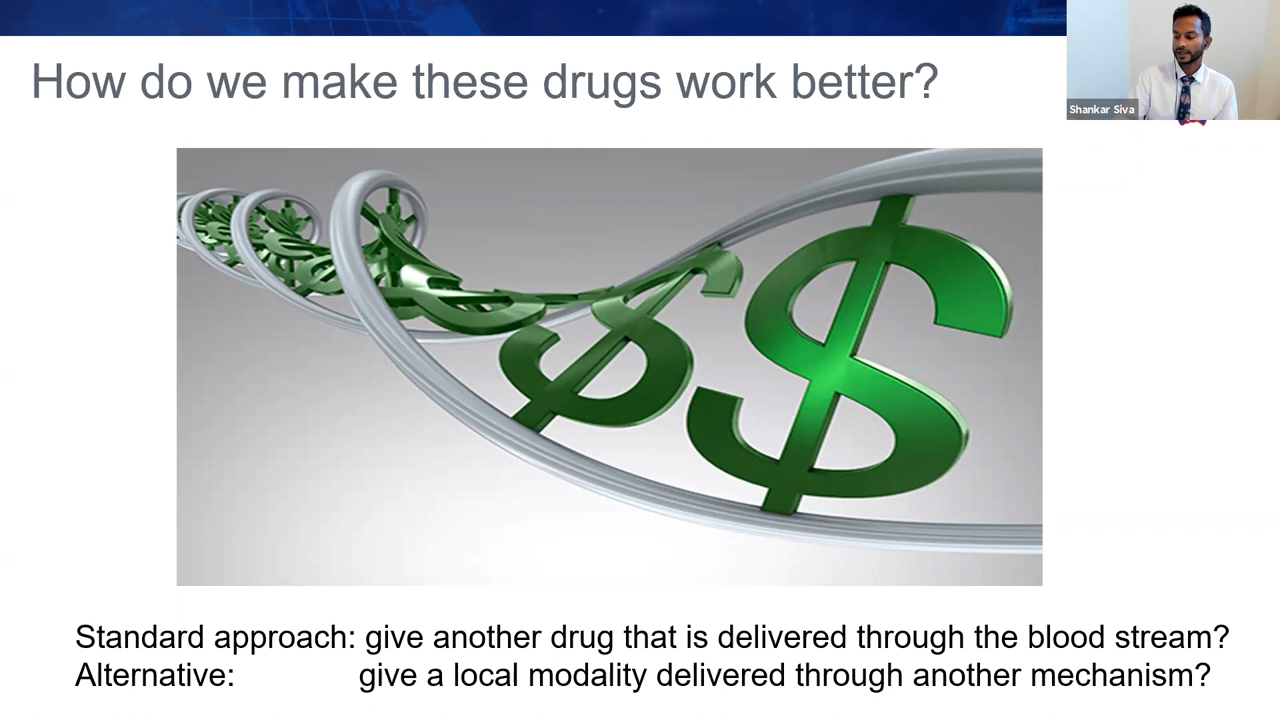 How do we make these drugs work better?
Shankar Siva
Standard approach: give another drug that is delivered through the blood stream?
Alternative: give a local modality delivered through another mechanism?